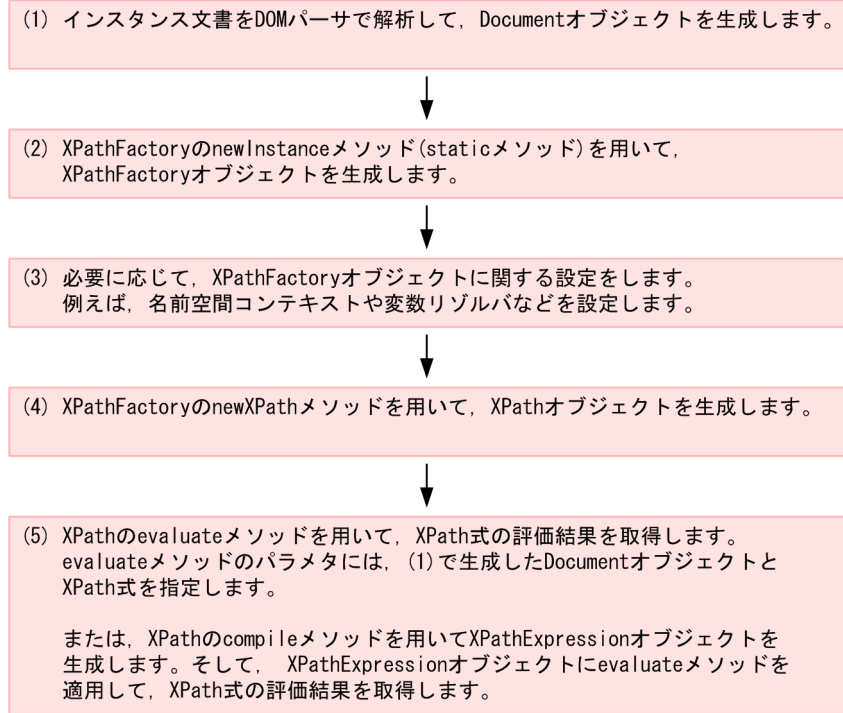 (1) インスタンス文書をDOMパーサで解析して，Documentオブジェクトを生成します。
(2) XPathFactoryのnewInstanceメソッド(staticメソッド)を用いて，
XPathFactoryオブジェクトを生成します。
(3) 必要に応じて，XPathFactoryオブジェクトに関する設定をします。
例えば，名前空間コンテキストや変数リゾルバなどを設定します。
(4) XPathFactoryのnewXPathメソッドを用いて，XPathオブジェクトを生成します。
(5) XPathのevaluateメソッドを用いて，XPath式の評価結果を取得します。
evaluateメソッドのパラメタには，(1)で生成したDocumentオブジェクトと
XPath式を指定します。
または，XPathのcompileメソッドを用いてXPathExpressionオブジェクトを
生成します。そして， XPathExpressionオブジェクトにevaluateメソッドを
適用して，XPath式の評価結果を取得します。